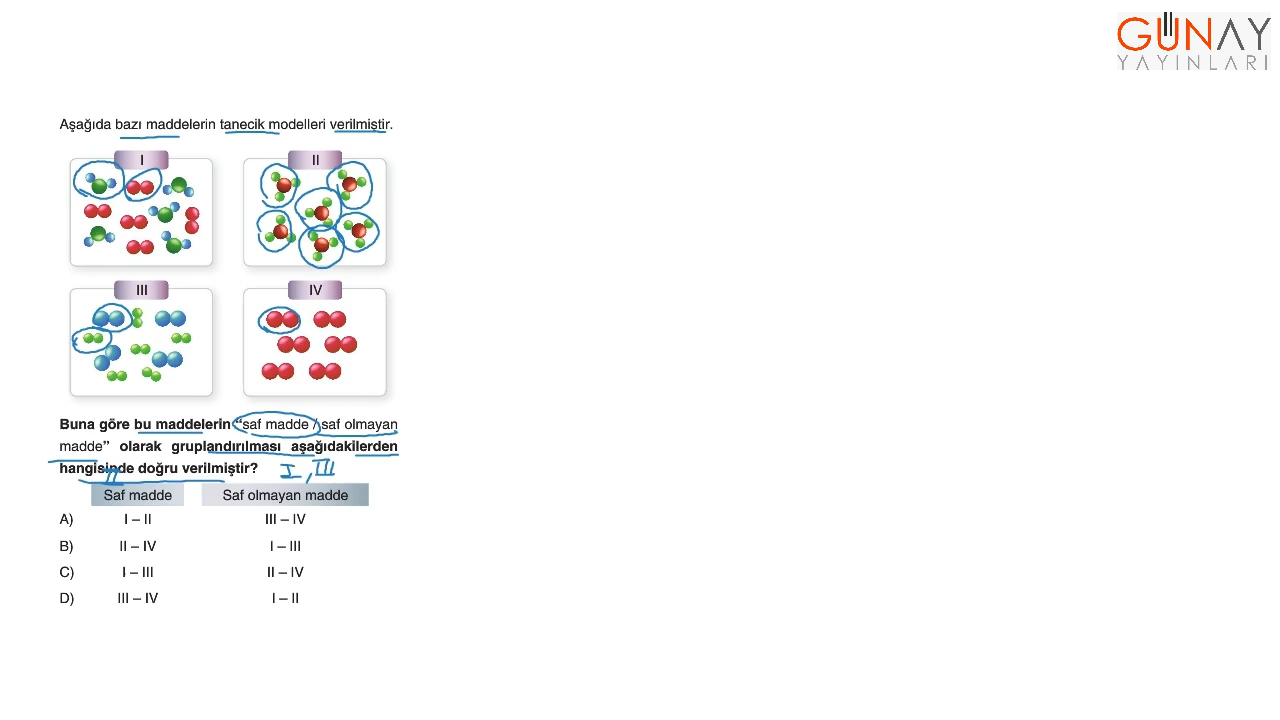 GÜNAY
YAYINLARI
Aşağıda bazı maddelerin tanecik modelleri verilmiştir.
I
II
III
IV
Buna göre bu maddelerin “saf madde / saf olmayan
madde” olarak gruplandırılması aşağıdakilerden
hangisinde doğru verilmiştir?
I, III
II
Saf madde Saf olmayan madde
A) I – II III – IV
B) II – IV I – III
C) I – III II – IV
D) III – IV I – II